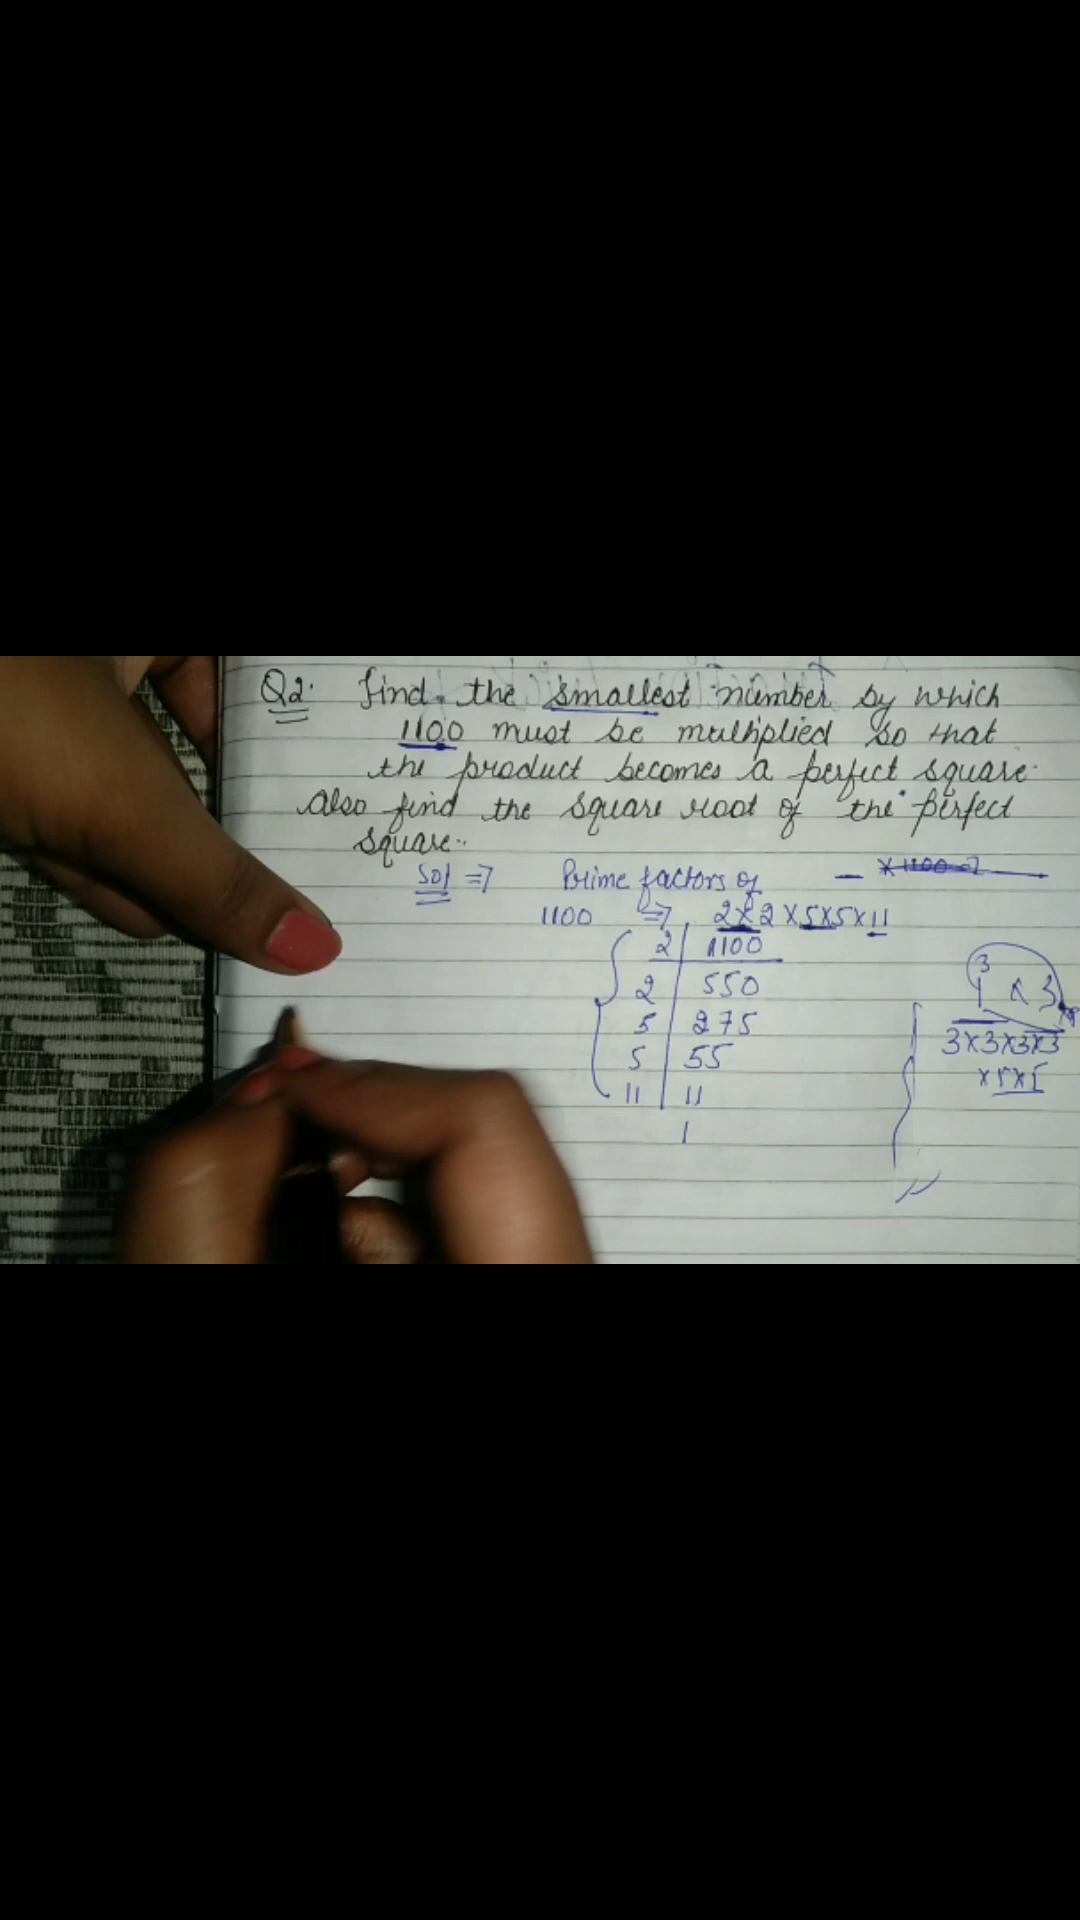 Q2. Find the smallest number by which
1100 must be multiplied so that
the product becomes a perfect square.
Also find the square root of the perfect
square..
Sol ⇒ Prime factors of
1100 ⇒ 2×2×5×5×11
2 | 1100
2 | 550
5 | 275
5 | 55
11 | 11
1
3
3×3×3×3